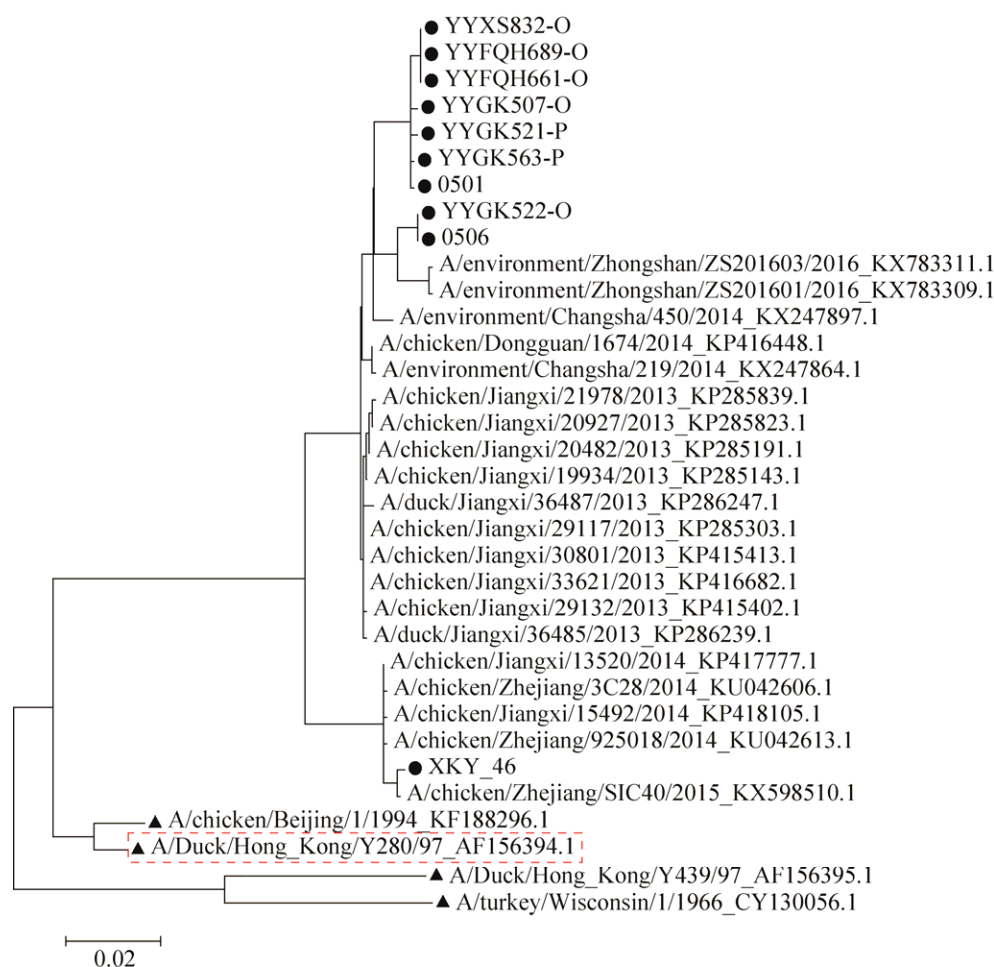 YYXS832-O
YYFQH689-O
YYFQH661-O
YYGK507-O
YYGK521-P
YYGK563-P
0501
YYGK522-O
0506
A/environment/Zhongshan/ZS201603/2016_KX783311.1
A/environment/Zhongshan/ZS201601/2016_KX783309.1
A/environment/Changsha/450/2014_KX247897.1
A/chicken/Dongguan/1674/2014_KP416448.1
A/environment/Changsha/219/2014_KX247864.1
A/chicken/Jiangxi/21978/2013_KP285839.1
A/chicken/Jiangxi/20927/2013_KP285823.1
A/chicken/Jiangxi/20482/2013_KP285191.1
A/chicken/Jiangxi/19934/2013_KP285143.1
A/duck/Jiangxi/36487/2013_KP286247.1
A/chicken/Jiangxi/29117/2013_KP285303.1
A/chicken/Jiangxi/30801/2013_KP415413.1
A/chicken/Jiangxi/33621/2013_KP416682.1
A/chicken/Jiangxi/29132/2013_KP415402.1
A/duck/Jiangxi/36485/2013_KP286239.1
A/chicken/Jiangxi/13520/2014_KP417777.1
A/chicken/Zhejiang/3C28/2014_KU042606.1
A/chicken/Jiangxi/15492/2014_KP418105.1
A/chicken/Zhejiang/925018/2014_KU042613.1
XKY_46
A/chicken/Zhejiang/SIC40/2015_KX598510.1
A/chicken/Beijing/1/1994_KF188296.1
A/Duck/Hong_Kong/Y280/97_AF156394.1
A/Duck/Hong_Kong/Y439/97_AF156395.1
A/turkey/Wisconsin/1/1966_CY130056.1
0.02